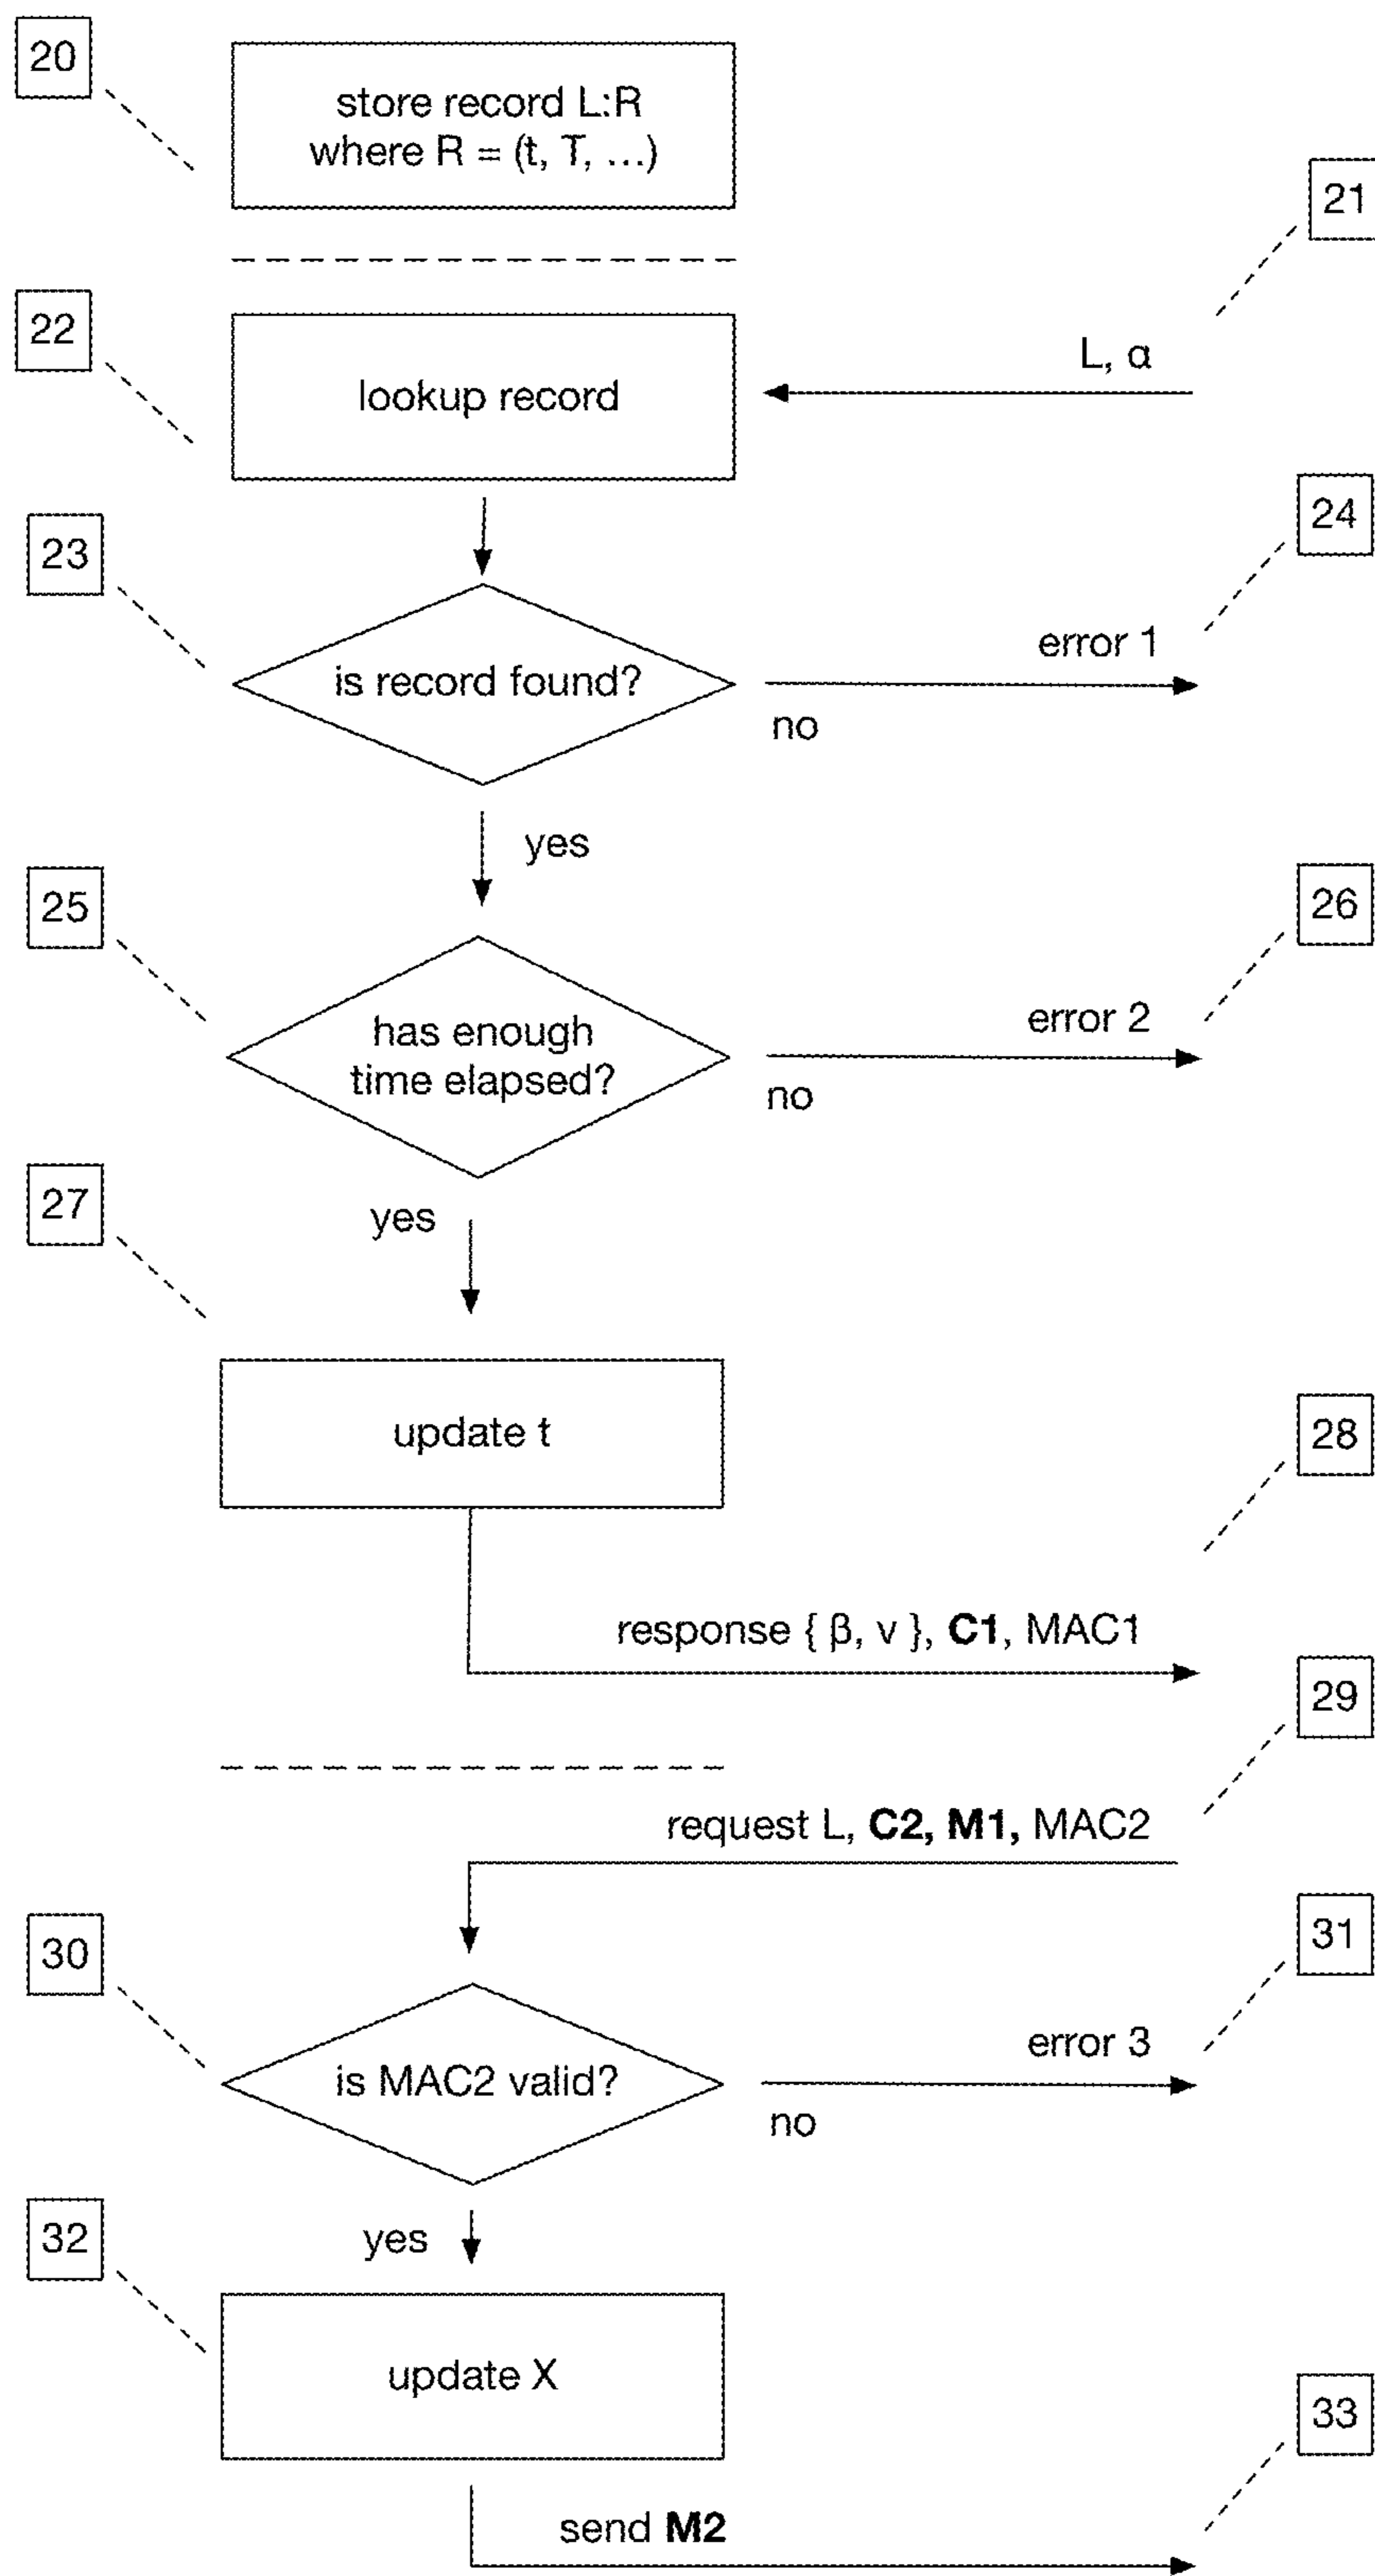 20
store record L:R
where R = (t, T, ...)
21
22
L, α
lookup record
23
24
error 1
is record found?
no
yes
25
26
error 2
has enough
time elapsed?
no
27
yes
update t
28
response { β, v }, C1, MAC1
29
request L, C2, M1, MAC2
30
31
error 3
is MAC2 valid?
no
32
yes
update X
33
send M2